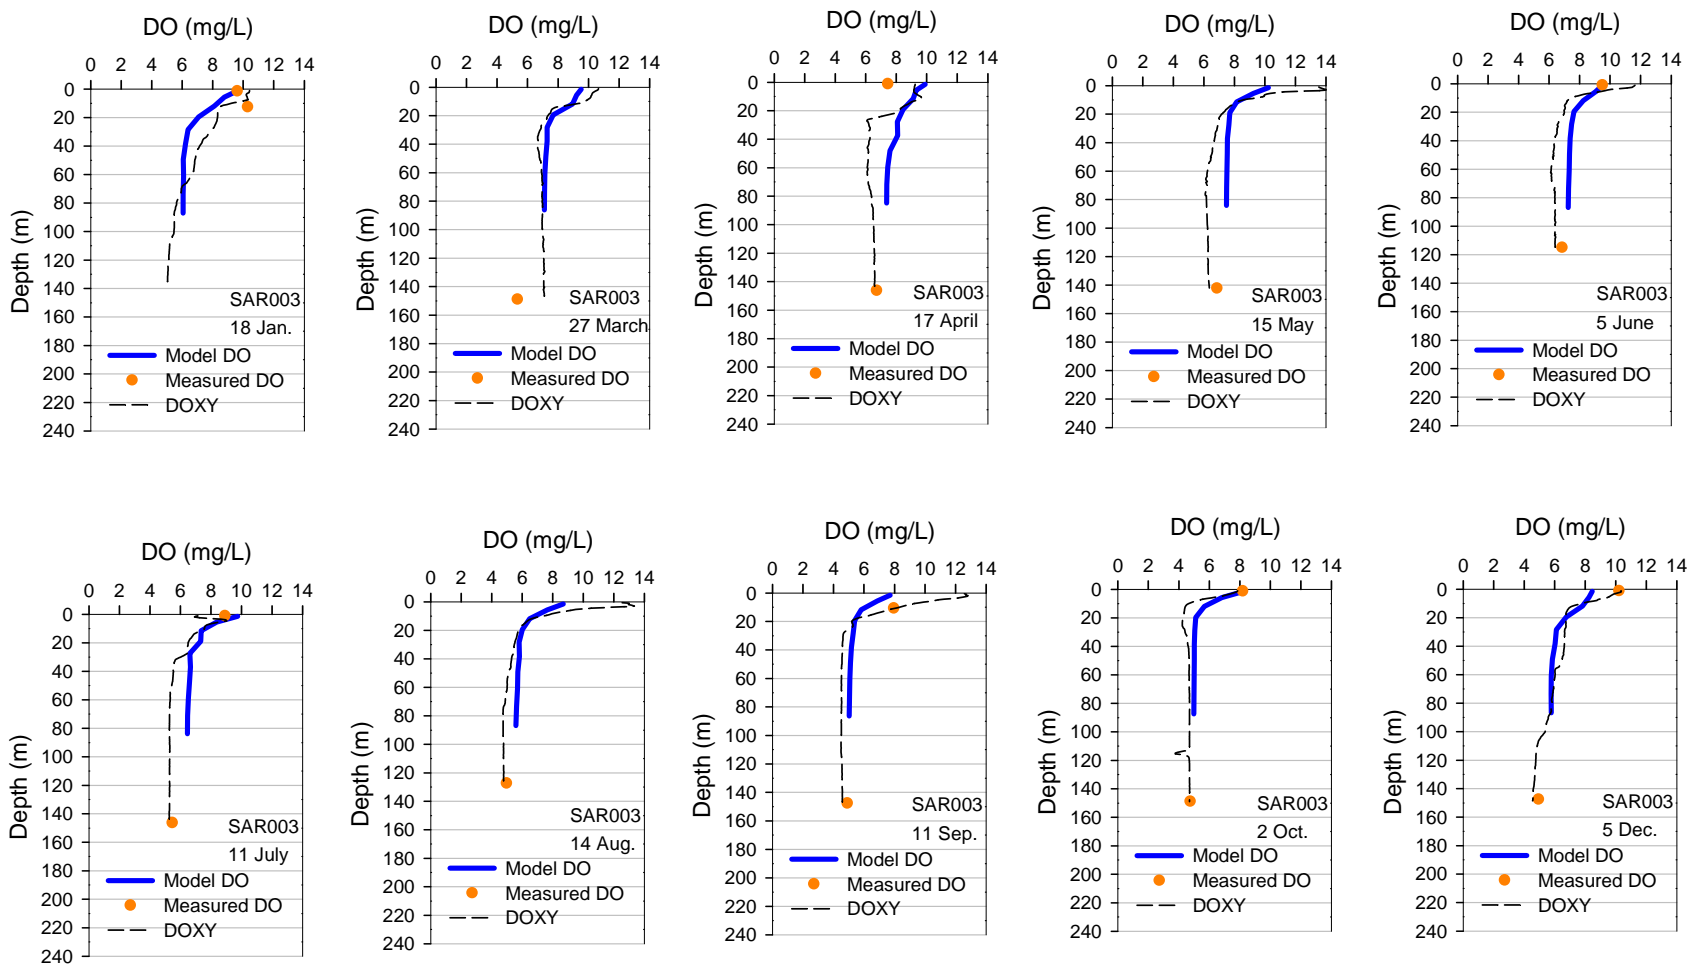 DO (mg/L)
0 2 4 6 8 10 12 14
0
20
40
60
80
100
120
140
160
180
200
220
240
Depth (m)
SAR003
18 Jan.
Model DO
Measured DO
DOXY
DO (mg/L)
0 2 4 6 8 10 12 14
0
20
40
60
80
100
120
140
160
180
200
220
240
Depth (m)
SAR003
27 March
Model DO
Measured DO
DOXY
DO (mg/L)
0 2 4 6 8 10 12 14
0
20
40
60
80
100
120
140
160
180
200
220
240
Depth (m)
SAR003
17 April
Model DO
Measured DO
DOXY
DO (mg/L)
0 2 4 6 8 10 12 14
0
20
40
60
80
100
120
140
160
180
200
220
240
Depth (m)
SAR003
15 May
Model DO
Measured DO
DOXY
DO (mg/L)
0 2 4 6 8 10 12 14
0
20
40
60
80
100
120
140
160
180
200
220
240
Depth (m)
SAR003
5 June
Model DO
Measured DO
DOXY
DO (mg/L)
0 2 4 6 8 10 12 14
0
20
40
60
80
100
120
140
160
180
200
220
240
Depth (m)
SAR003
11 July
Model DO
Measured DO
DOXY
DO (mg/L)
0 2 4 6 8 10 12 14
0
20
40
60
80
100
120
140
160
180
200
220
240
Depth (m)
SAR003
14 Aug.
Model DO
Measured DO
DOXY
DO (mg/L)
0 2 4 6 8 10 12 14
0
20
40
60
80
100
120
140
160
180
200
220
240
Depth (m)
SAR003
11 Sep.
Model DO
Measured DO
DOXY
DO (mg/L)
0 2 4 6 8 10 12 14
0
20
40
60
80
100
120
140
160
180
200
220
240
Depth (m)
SAR003
2 Oct.
Model DO
Measured DO
DOXY
DO (mg/L)
0 2 4 6 8 10 12 14
0
20
40
60
80
100
120
140
160
180
200
220
240
Depth (m)
SAR003
5 Dec.
Model DO
Measured DO
DOXY